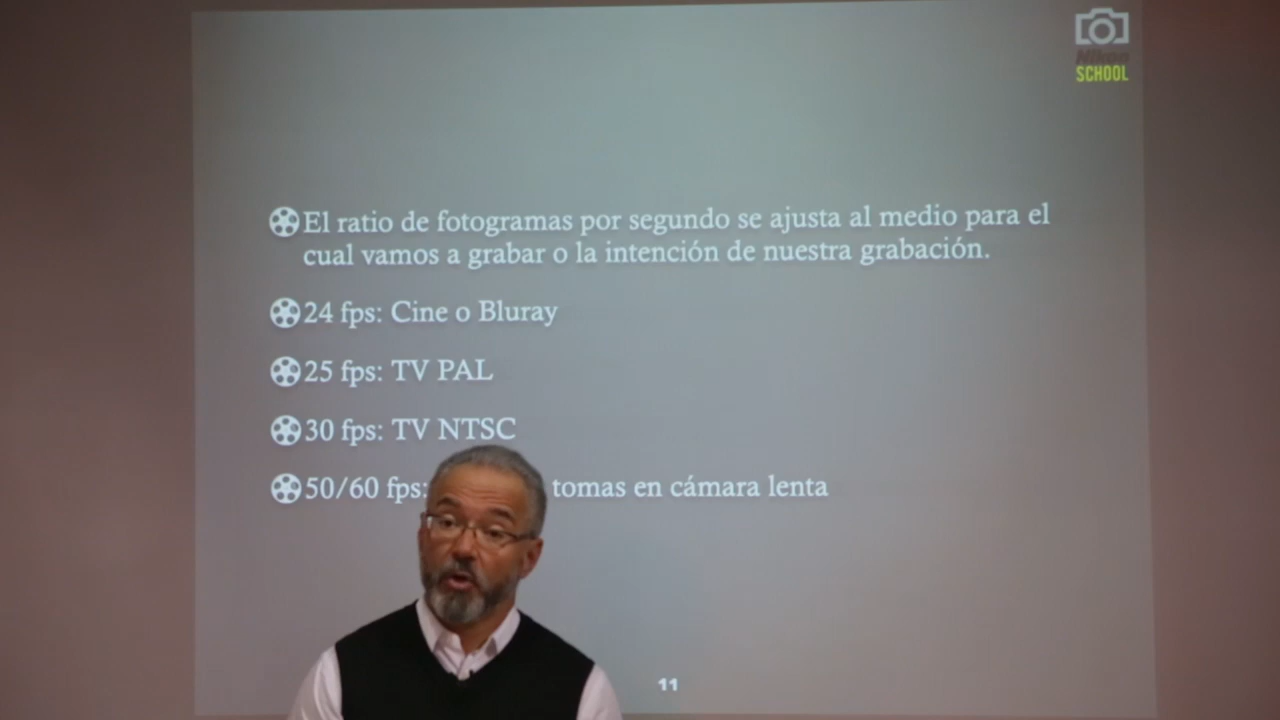 Nikon
SCHOOL
El ratio de fotogramas por segundo se ajusta al medio para el
cual vamos a grabar o la intención de nuestra grabación.
24 fps: Cine o Bluray
25 fps: TV PAL
30 fps: TV NTSC
50/60 fps: tomas en cámara lenta
11